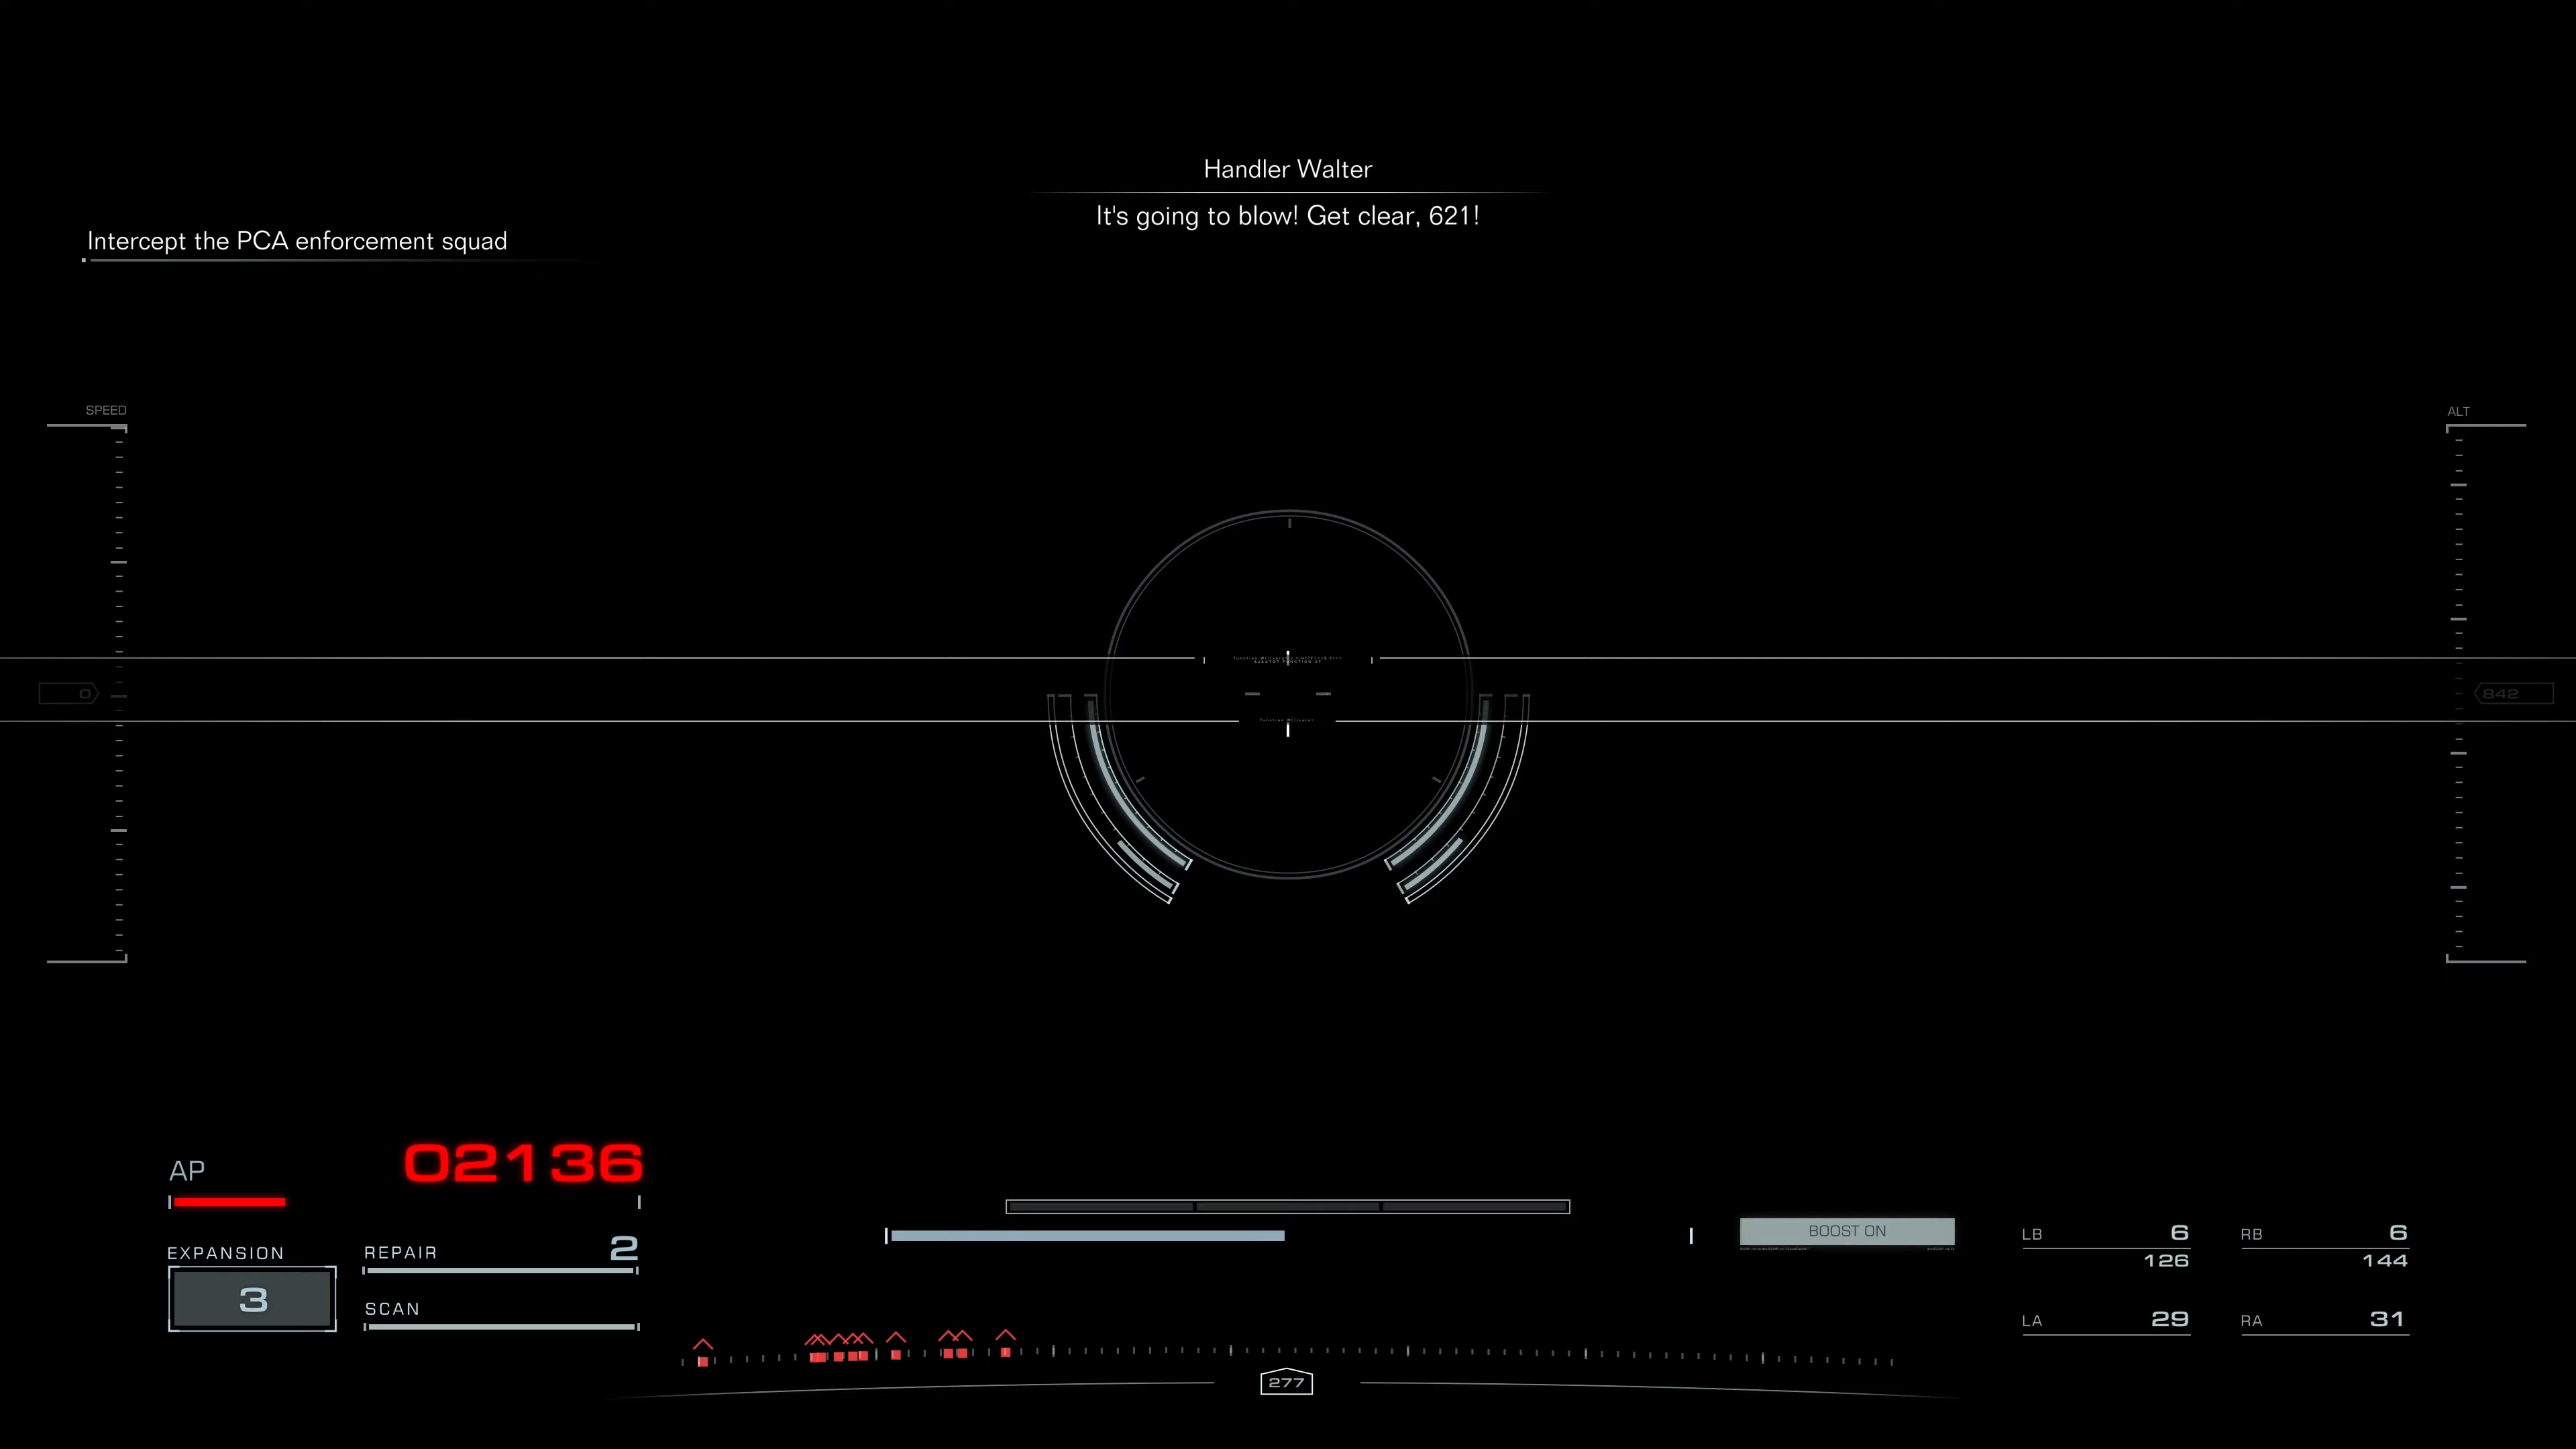 Handler Walter
It's going to blow! Get clear, 621!
Intercept the PCA enforcement squad
SPEED
ALT
0
842
AP 02136
EXPANSION
3
REPAIR 2
SCAN
BOOST ON
LB 6
126
RB 6
144
LA 29
RA 31
277